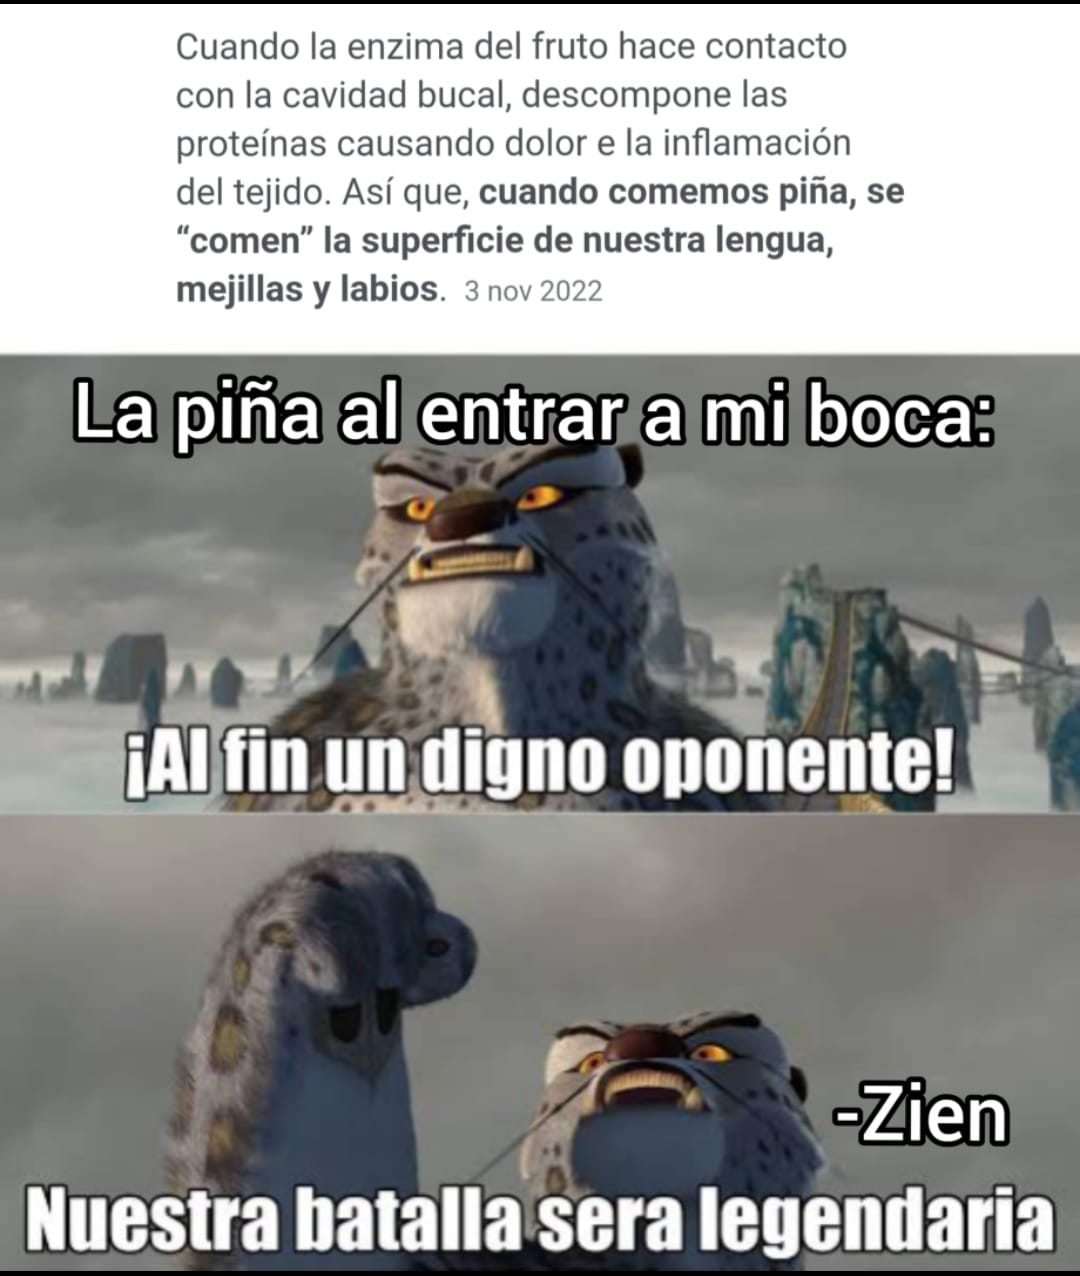 Cuando la enzima del fruto hace contacto
con la cavidad bucal, descompone las
proteínas causando dolor e la inflamación
del tejido. Así que, cuando comemos piña, se
“comen” la superficie de nuestra lengua,
mejillas y labios. 3 nov 2022
La piña al entrar a mi boca:
¡Al fin un digno oponente!
-Zien
Nuestra batalla sera legendaria